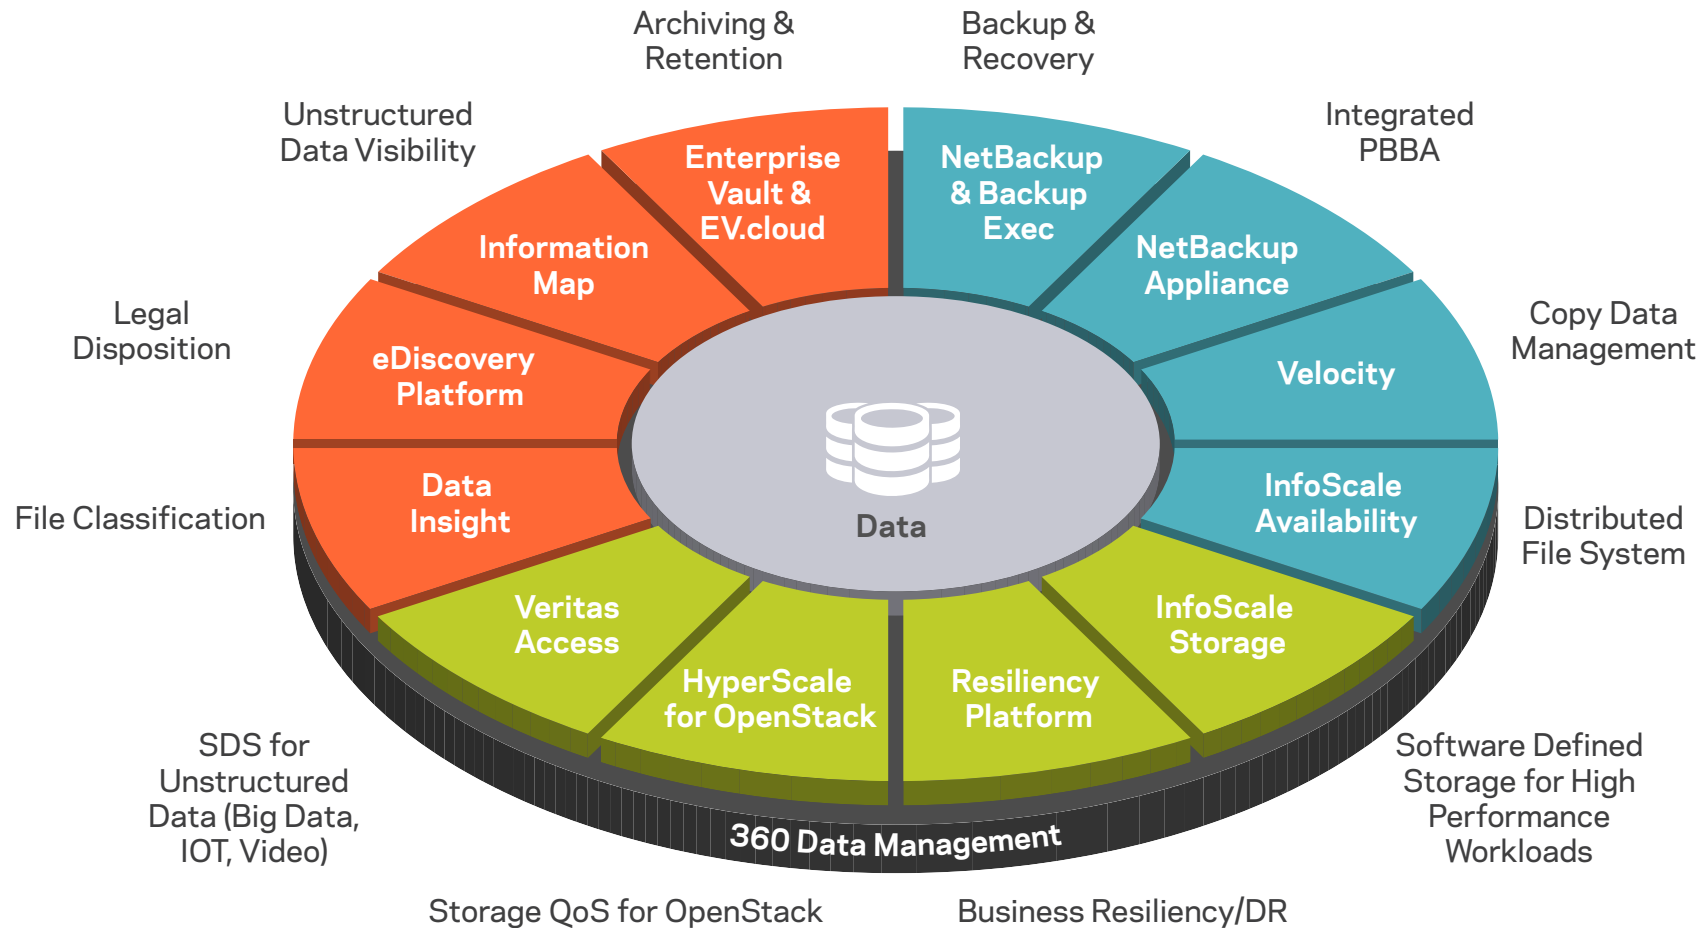 Archiving &
Retention
Backup &
Recovery
Unstructured
Data Visibility
Integrated
PBBA
Enterprise
Vault &
EV.cloud
NetBackup
& Backup
Exec
Information
Map
NetBackup
Appliance
Legal
Disposition
eDiscovery
Platform
Velocity
Copy Data
Management
File Classification
Data
Insight
Data
InfoScale
Availability
Distributed
File System
Veritas
Access
HyperScale
for OpenStack
Resiliency
Platform
InfoScale
Storage
SDS for
Unstructured
Data (Big Data,
IOT, Video)
360 Data Management
Software Defined
Storage for High
Performance
Workloads
Storage QoS for OpenStack
Business Resiliency/DR